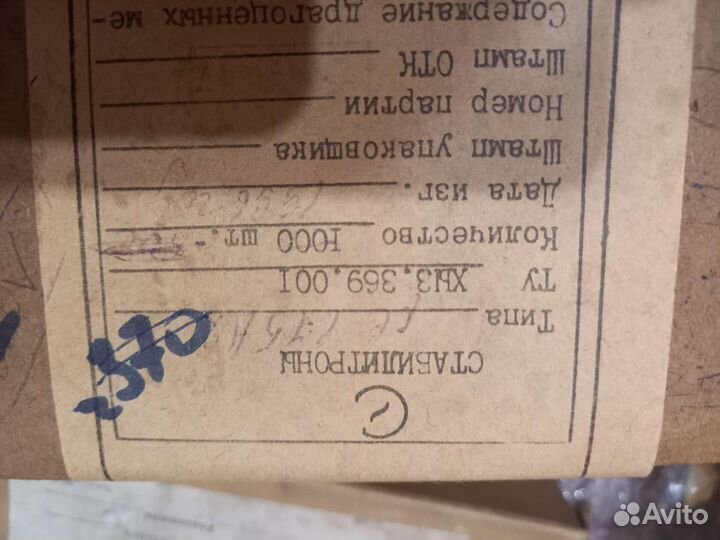 СТАБИЛИТРОНЫ
Типа
ТУ ХЫ3.369.001
Количество 1000 шт.-
Дата изг.
Штамп упаковщика
Номер партии
Штамп ОТК
Содержание драгоценных ме-
Avito